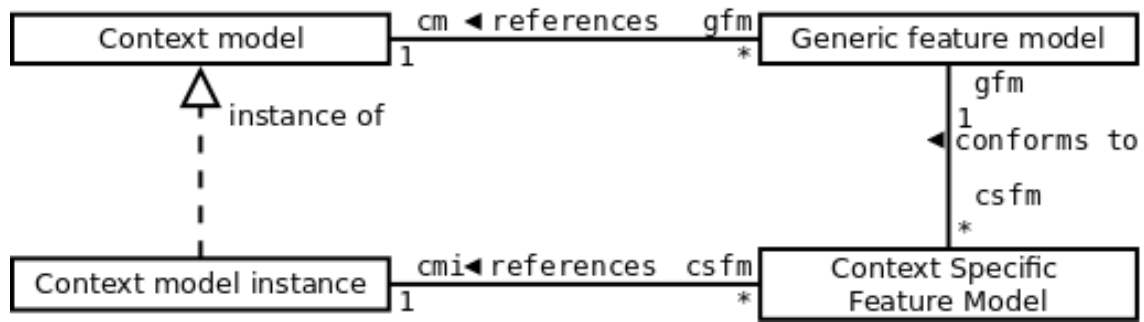 Context model
cm ◄ references gfm
1
*
Generic feature model
instance of
gfm
1
◄ conforms to
csfm
*
Context model instance
cmi◄ references csfm
1
*
Context Specific
Feature Model